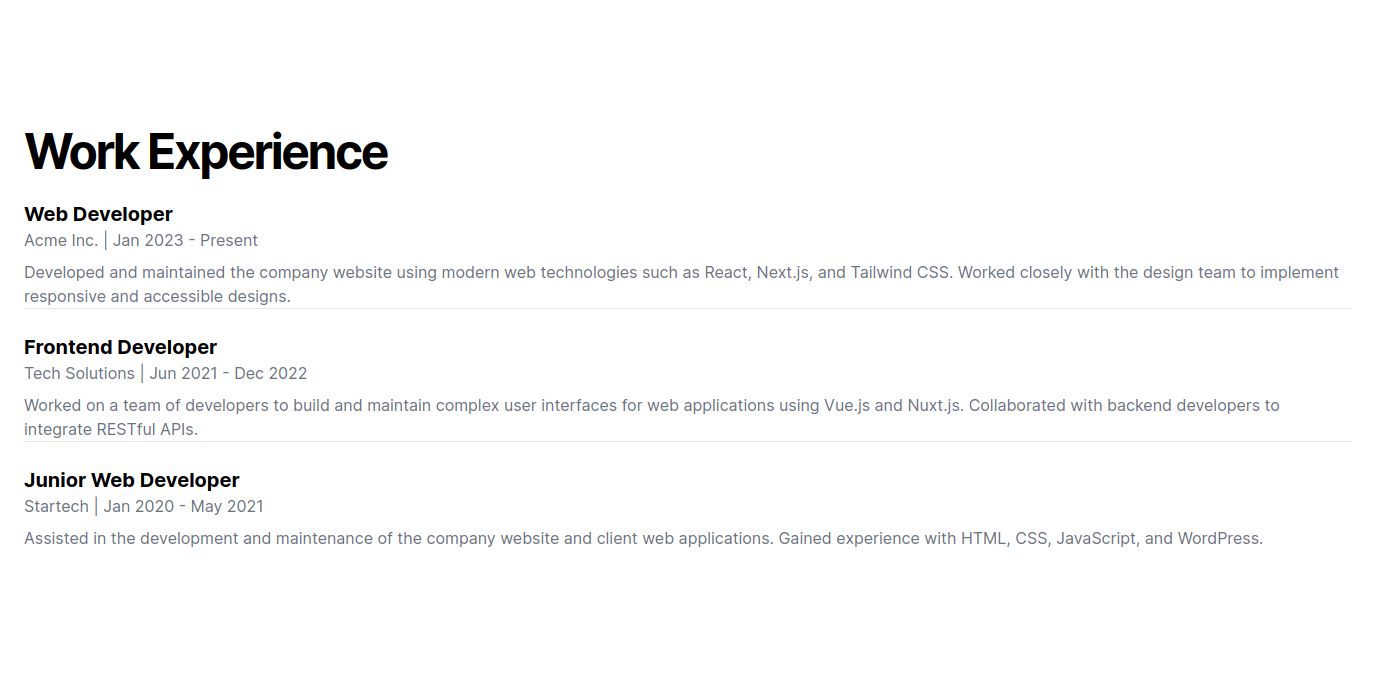 Work Experience
Web Developer
Acme Inc. | Jan 2023 - Present
Developed and maintained the company website using modern web technologies such as React, Next.js, and Tailwind CSS. Worked closely with the design team to implement
responsive and accessible designs.
Frontend Developer
Tech Solutions | Jun 2021 - Dec 2022
Worked on a team of developers to build and maintain complex user interfaces for web applications using Vue.js and Nuxt.js. Collaborated with backend developers to
integrate RESTful APIs.
Junior Web Developer
Startech | Jan 2020 - May 2021
Assisted in the development and maintenance of the company website and client web applications. Gained experience with HTML, CSS, JavaScript, and WordPress.